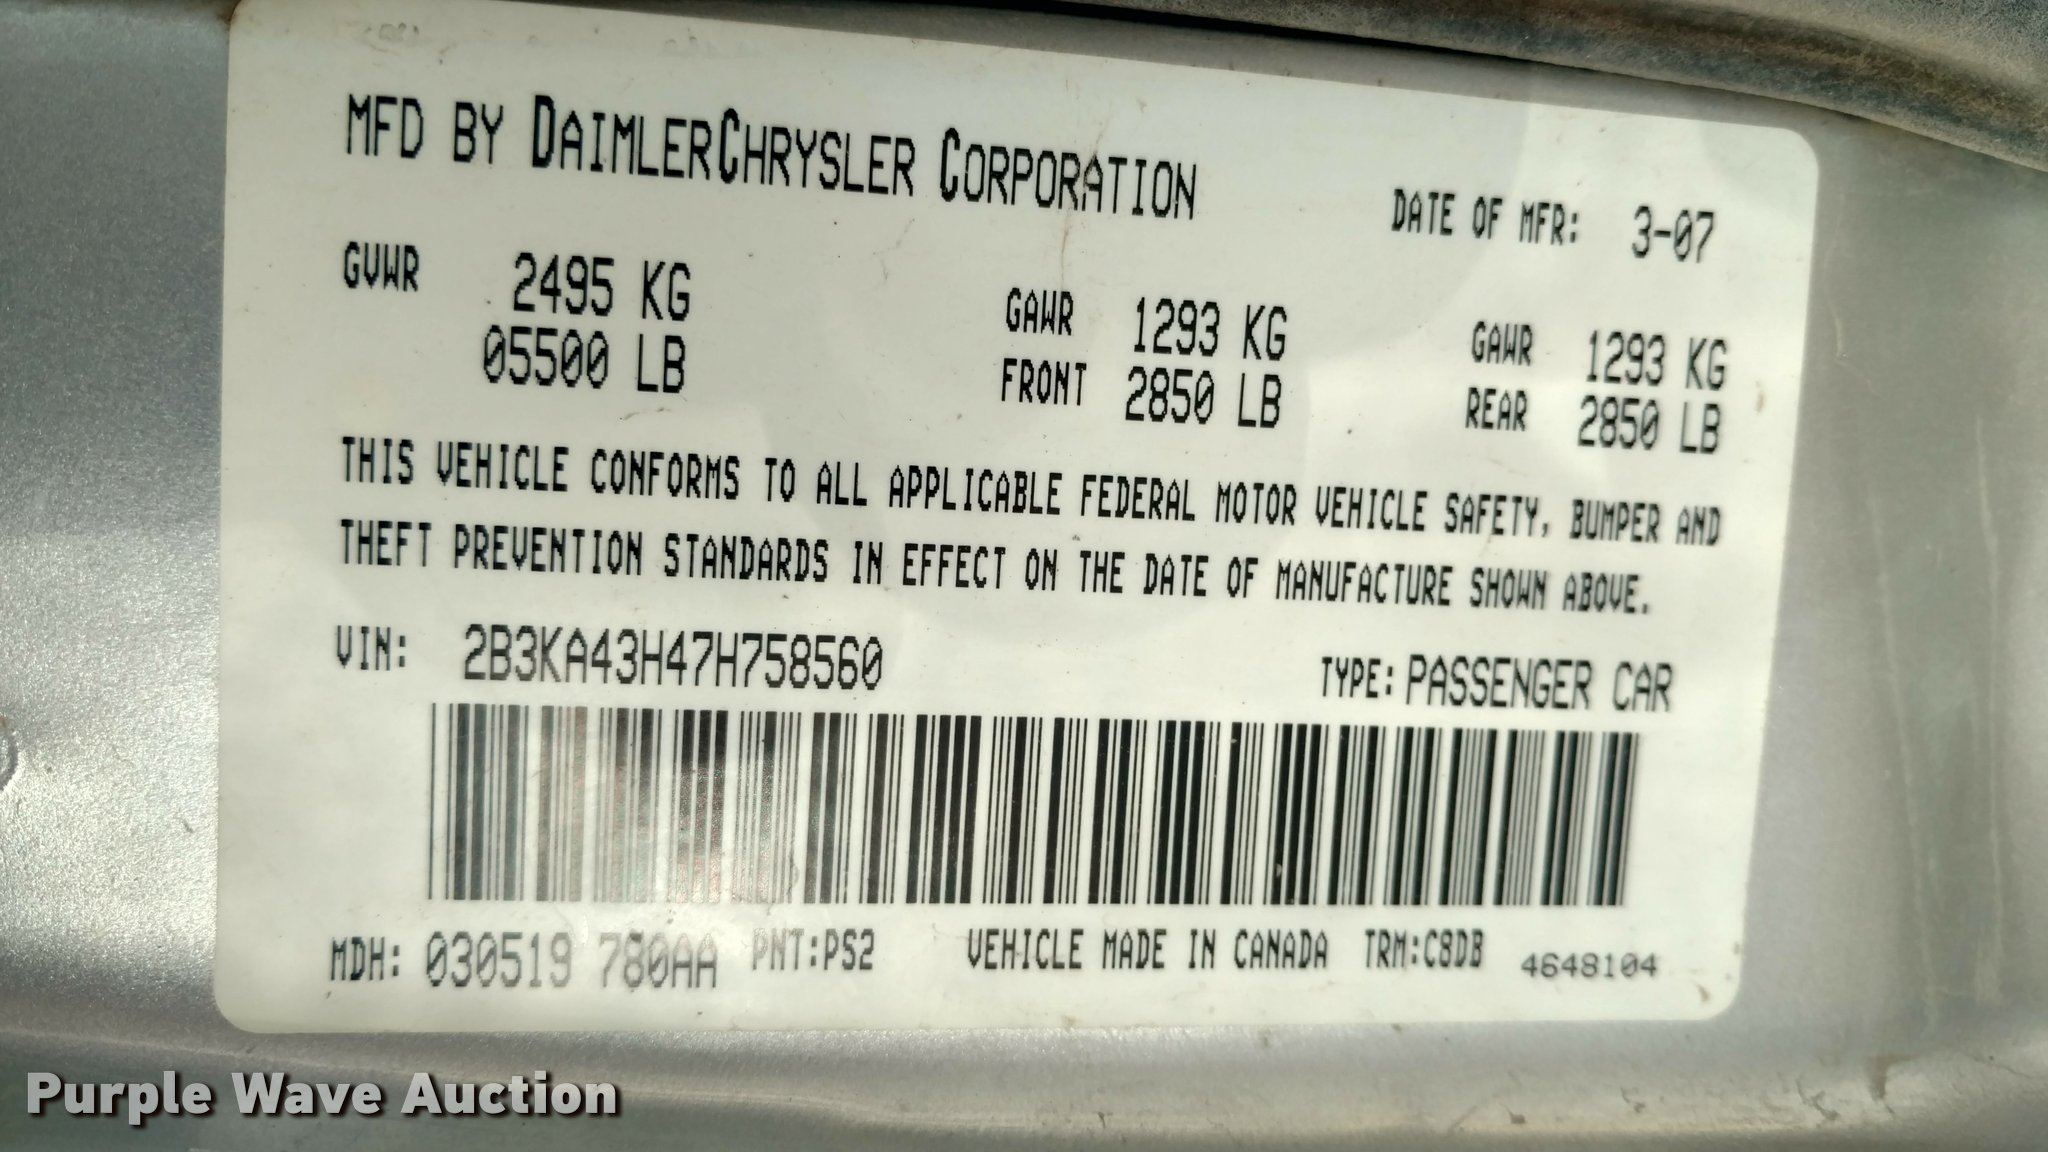 MFD BY DAIMLERCHRYSLER CORPORATION
DATE OF MFR: 3-07
GVWR 2495 KG
05500 LB
GAWR FRONT 1293 KG
2850 LB
GAWR REAR 1293 KG
2850 LB
THIS VEHICLE CONFORMS TO ALL APPLICABLE FEDERAL MOTOR VEHICLE SAFETY, BUMPER AND
THEFT PREVENTION STANDARDS IN EFFECT ON THE DATE OF MANUFACTURE SHOWN ABOVE.
VIN: 2B3KA43H47H758560
TYPE: PASSENGER CAR
MDH: 030519 780AA PNT:PS2 VEHICLE MADE IN CANADA TRM:C8DB 4648104
Purple Wave Auction